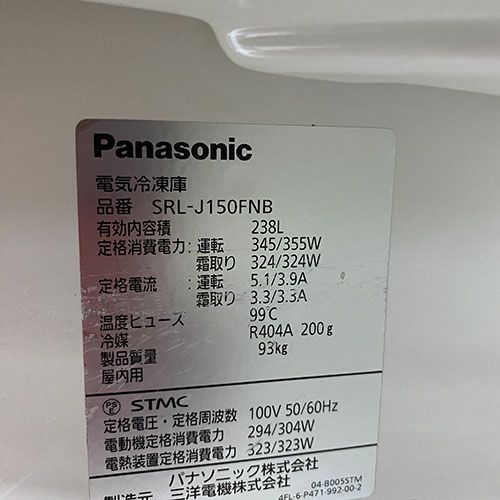 Panasonic
電気冷凍庫
品番 SRL-J150FNB
有効内容積 238L
定格消費電力:運転 345/355W
霜取り 324/324W
定格電流 :運転 5.1/3.9A
霜取り 3.3/3.3A
温度ヒューズ 99℃
冷媒 R404A 200g
製品質量 93kg
屋内用
PSE STMC
定格電圧・定格周波数 100V 50/60Hz
電動機定格消費電力 294/304W
電熱装置定格消費電力 323/323W
パナソニック株式会社
製造元 三洋電機株式会社
04-B005STM
4FL-6-P471-992-00-2